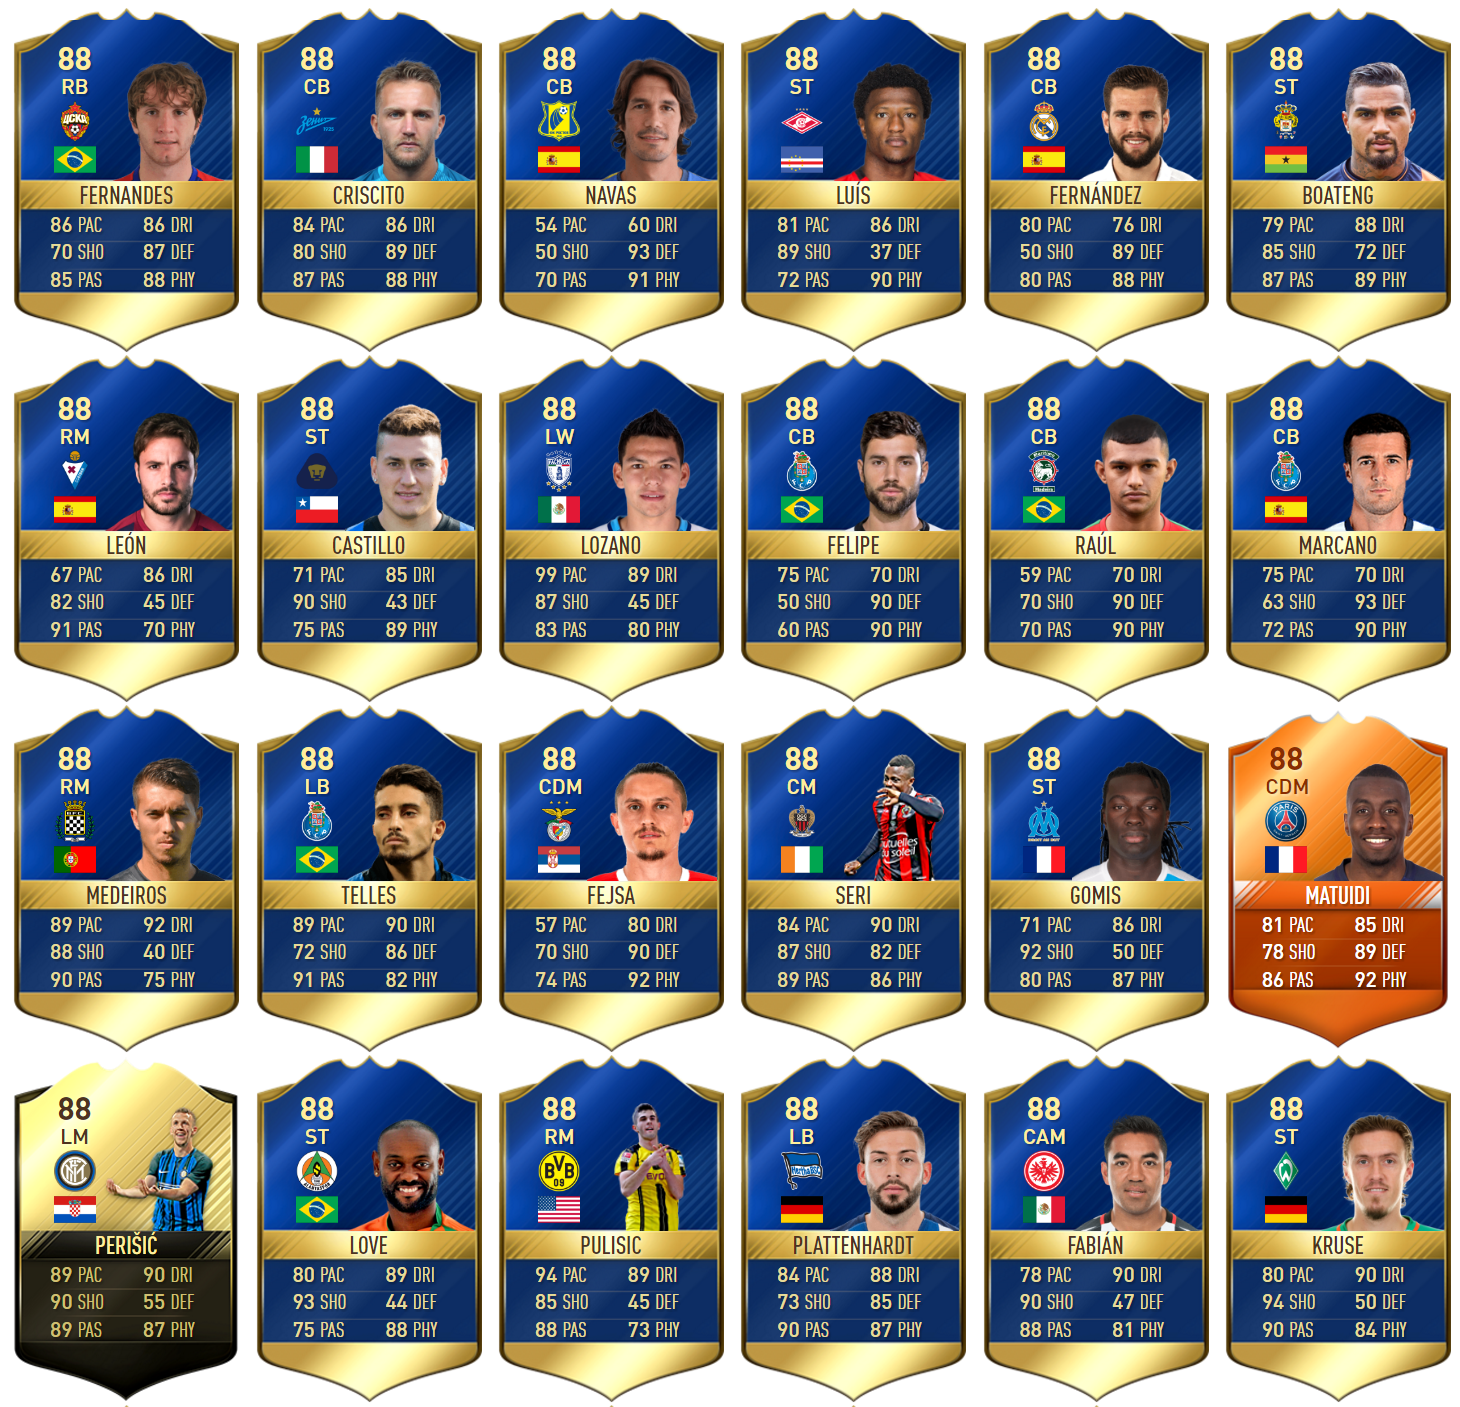 88
RB
ЦСКА
FERNANDES
86 PAC 86 DRI
70 SHO 87 DEF
85 PAS 88 PHY
88
CB
CRISCITO
84 PAC 86 DRI
80 SHO 89 DEF
87 PAS 88 PHY
88
CB
NAVAS
54 PAC 60 DRI
50 SHO 93 DEF
70 PAS 91 PHY
88
ST
LUÍS
81 PAC 86 DRI
89 SHO 37 DEF
72 PAS 90 PHY
88
CB
FERNÁNDEZ
80 PAC 76 DRI
50 SHO 89 DEF
80 PAS 88 PHY
88
ST
BOATENG
79 PAC 88 DRI
85 SHO 72 DEF
87 PAS 89 PHY
88
RM
LEÓN
67 PAC 86 DRI
82 SHO 45 DEF
91 PAS 70 PHY
88
ST
CASTILLO
71 PAC 85 DRI
90 SHO 43 DEF
75 PAS 89 PHY
88
LW
PACHUCA
LOZANO
99 PAC 89 DRI
87 SHO 45 DEF
83 PAS 80 PHY
88
CB
FELIPE
75 PAC 70 DRI
50 SHO 90 DEF
60 PAS 90 PHY
88
CB
RAÚL
59 PAC 70 DRI
70 SHO 90 DEF
70 PAS 90 PHY
88
CB
MARCANO
75 PAC 70 DRI
63 SHO 93 DEF
72 PAS 90 PHY
88
RM
MEDEIROS
89 PAC 92 DRI
88 SHO 40 DEF
90 PAS 75 PHY
88
LB
TELLES
89 PAC 90 DRI
72 SHO 86 DEF
91 PAS 82 PHY
88
CDM
FEJSA
57 PAC 80 DRI
70 SHO 90 DEF
74 PAS 92 PHY
88
CM
SERI
84 PAC 90 DRI
87 SHO 82 DEF
89 PAS 86 PHY
88
ST
GOMIS
71 PAC 86 DRI
92 SHO 50 DEF
80 PAS 87 PHY
88
CDM
PARIS
MATUIDI
81 PAC 85 DRI
78 SHO 89 DEF
86 PAS 92 PHY
88
LM
PERIŠIĆ
89 PAC 90 DRI
90 SHO 55 DEF
89 PAS 87 PHY
88
ST
LOVE
80 PAC 89 DRI
93 SHO 44 DEF
75 PAS 88 PHY
88
RM
BVB
09
PULISIC
94 PAC 89 DRI
85 SHO 45 DEF
88 PAS 73 PHY
88
LB
PLATTENHARDT
84 PAC 88 DRI
73 SHO 85 DEF
90 PAS 87 PHY
88
CAM
FABIÁN
78 PAC 90 DRI
90 SHO 47 DEF
88 PAS 81 PHY
88
ST
KRUSE
80 PAC 90 DRI
94 SHO 50 DEF
90 PAS 84 PHY